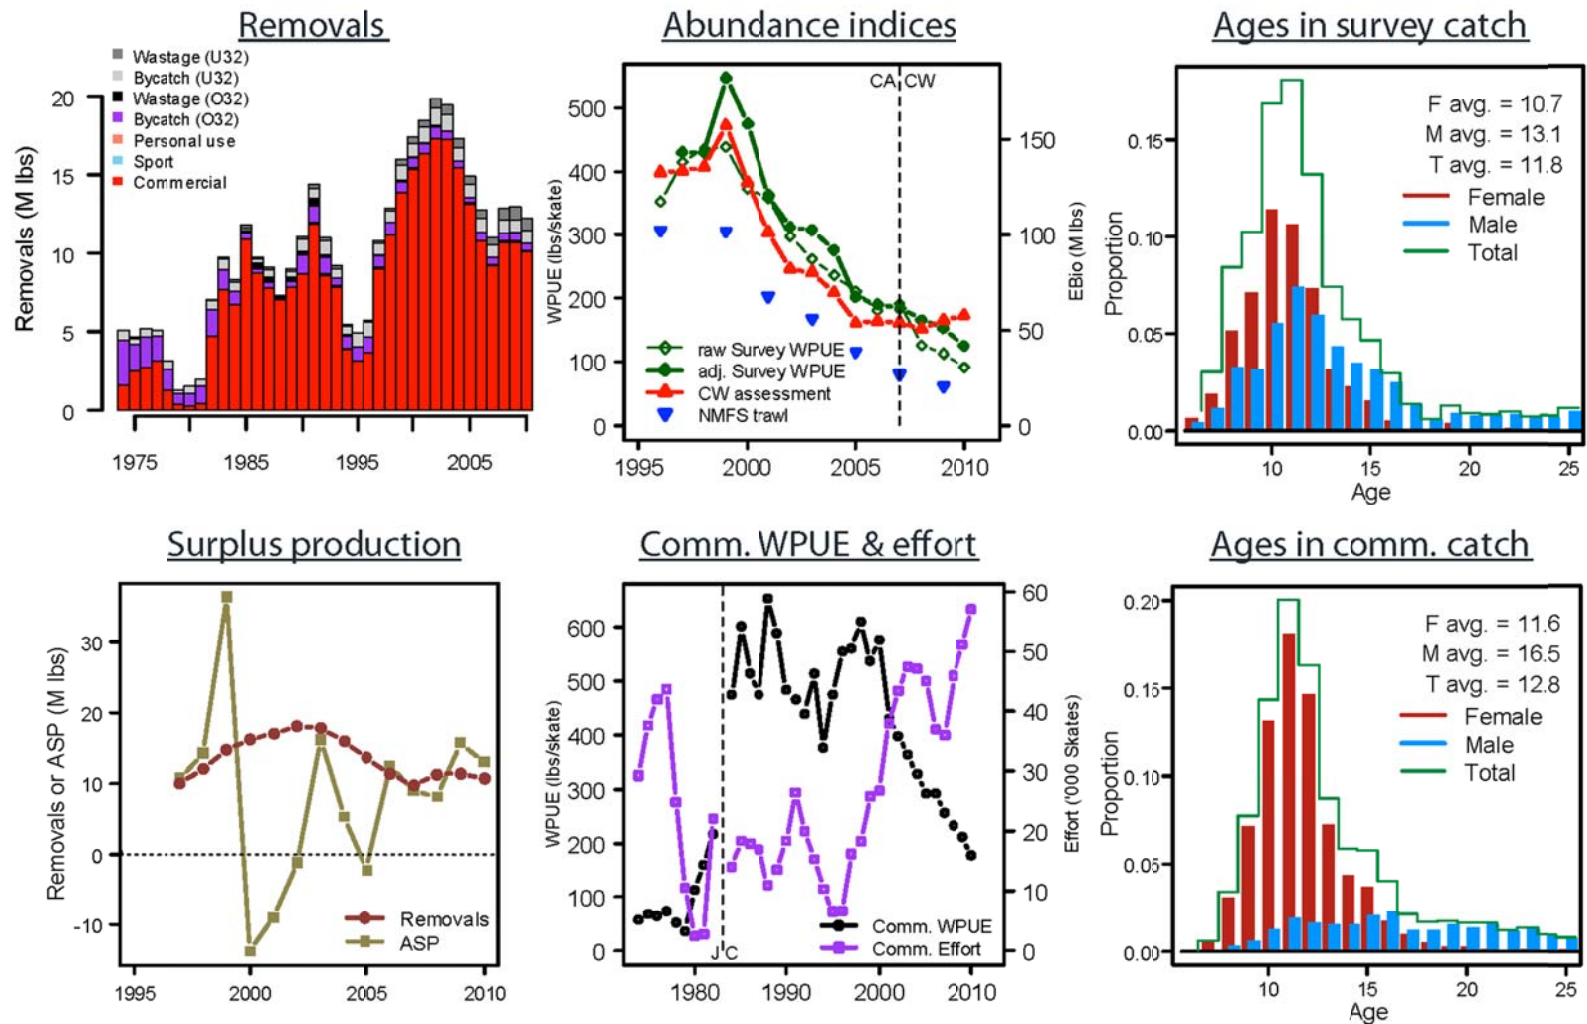 Removals
Wastage (U32)
Bycatch (U32)
Wastage (O32)
Bycatch (O32)
Personal use
Sport
Commercial
Removals (M lbs)
20
15
10
5
0
1975
1985
1995
2005
Abundance indices
CA
CW
WPUE (lbs/skate)
500
400
300
200
100
0
EBio (M lbs)
150
100
50
0
raw Survey WPUE
adj. Survey WPUE
CW assessment
NMFS trawl
1995
2000
2005
2010
Ages in survey catch
F avg. = 10.7
M avg. = 13.1
T avg. = 11.8
Female
Male
Total
Proportion
0.15
0.10
0.05
0.00
10
15
20
25
Age
Surplus production
Removals or ASP (M lbs)
30
20
10
0
-10
Removals
ASP
1995
2000
2005
2010
Comm. WPUE & effort
WPUE (lbs/skate)
600
500
400
300
200
100
0
Effort ('000 Skates)
60
50
40
30
20
10
0
J
C
Comm. WPUE
Comm. Effort
1980
1990
2000
2010
Ages in comm. catch
F avg. = 11.6
M avg. = 16.5
T avg. = 12.8
Female
Male
Total
Proportion
0.20
0.15
0.10
0.05
0.00
10
15
20
25
Age